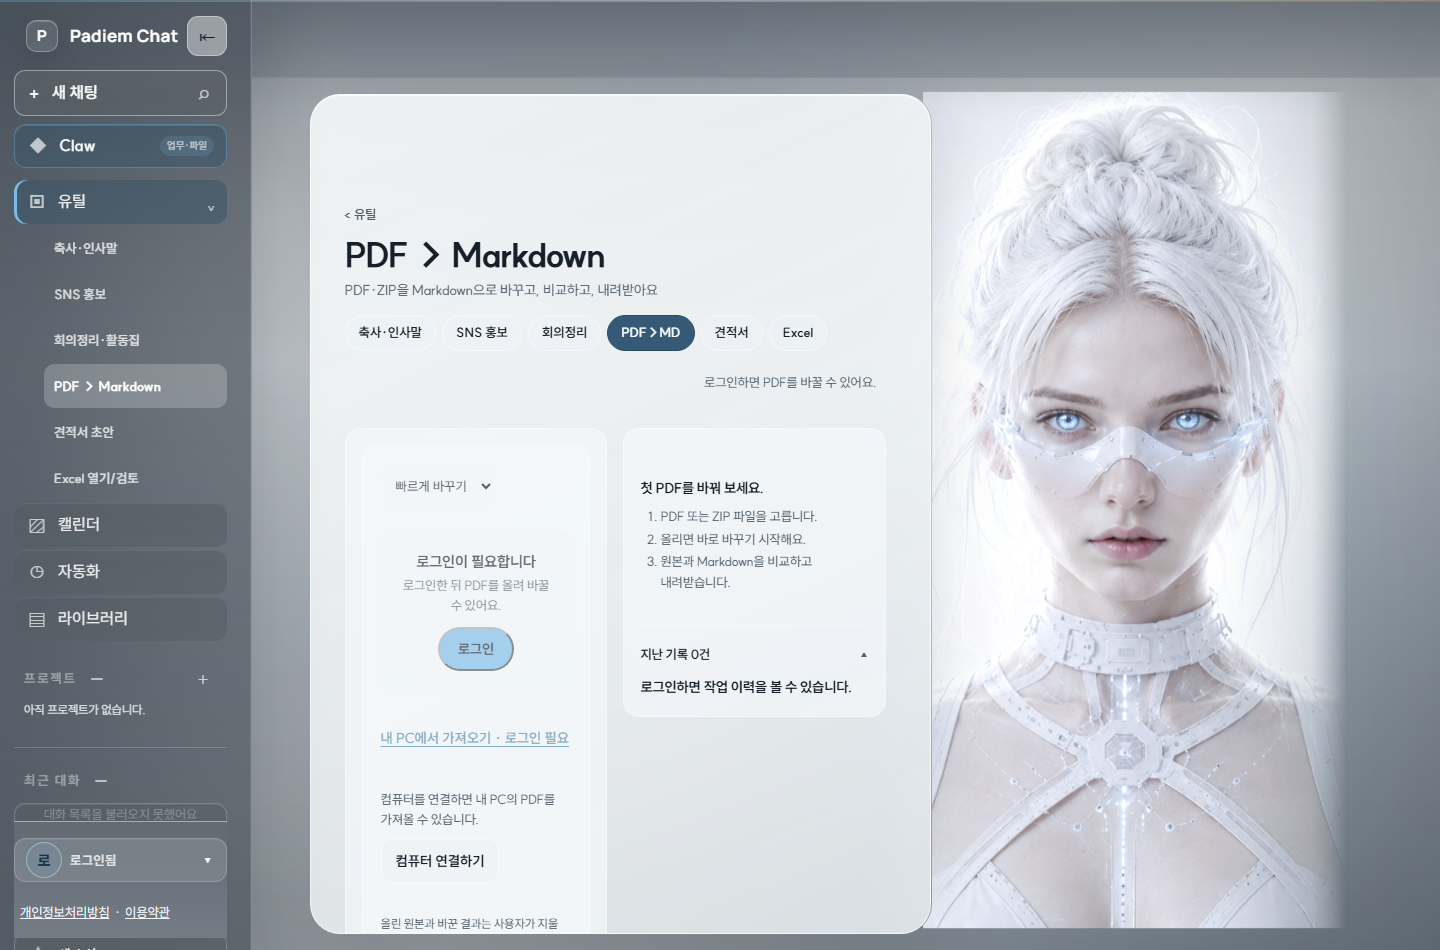 P Padiem Chat
+ 새 채팅
Claw 업무·파일
유틸
축사·인사말
SNS 홍보
회의정리·활동집
PDF > Markdown
견적서 초안
Excel 열기/검토
캘린더
자동화
라이브러리
프로젝트 — +
아직 프로젝트가 없습니다.
최근 대화 —
대화 목록을 불러오지 못했어요
로 로그인됨
개인정보처리방침 · 이용약관
< 유틸
PDF > Markdown
PDF·ZIP을 Markdown으로 바꾸고, 비교하고, 내려받아요
축사·인사말 SNS 홍보 회의정리 PDF > MD 견적서 Excel
로그인하면 PDF를 바꿀 수 있어요.
빠르게 바꾸기
로그인이 필요합니다
로그인한 뒤 PDF를 올려 바꿀
수 있어요.
로그인
내 PC에서 가져오기 · 로그인 필요
컴퓨터를 연결하면 내 PC의 PDF를
가져올 수 있습니다.
컴퓨터 연결하기
올린 원본과 바꾼 결과는 사용자가 지울
첫 PDF를 바꿔 보세요.
1. PDF 또는 ZIP 파일을 고릅니다.
2. 올리면 바로 바꾸기 시작해요.
3. 원본과 Markdown을 비교하고
내려받습니다.
지난 기록 0건
로그인하면 작업 이력을 볼 수 있습니다.